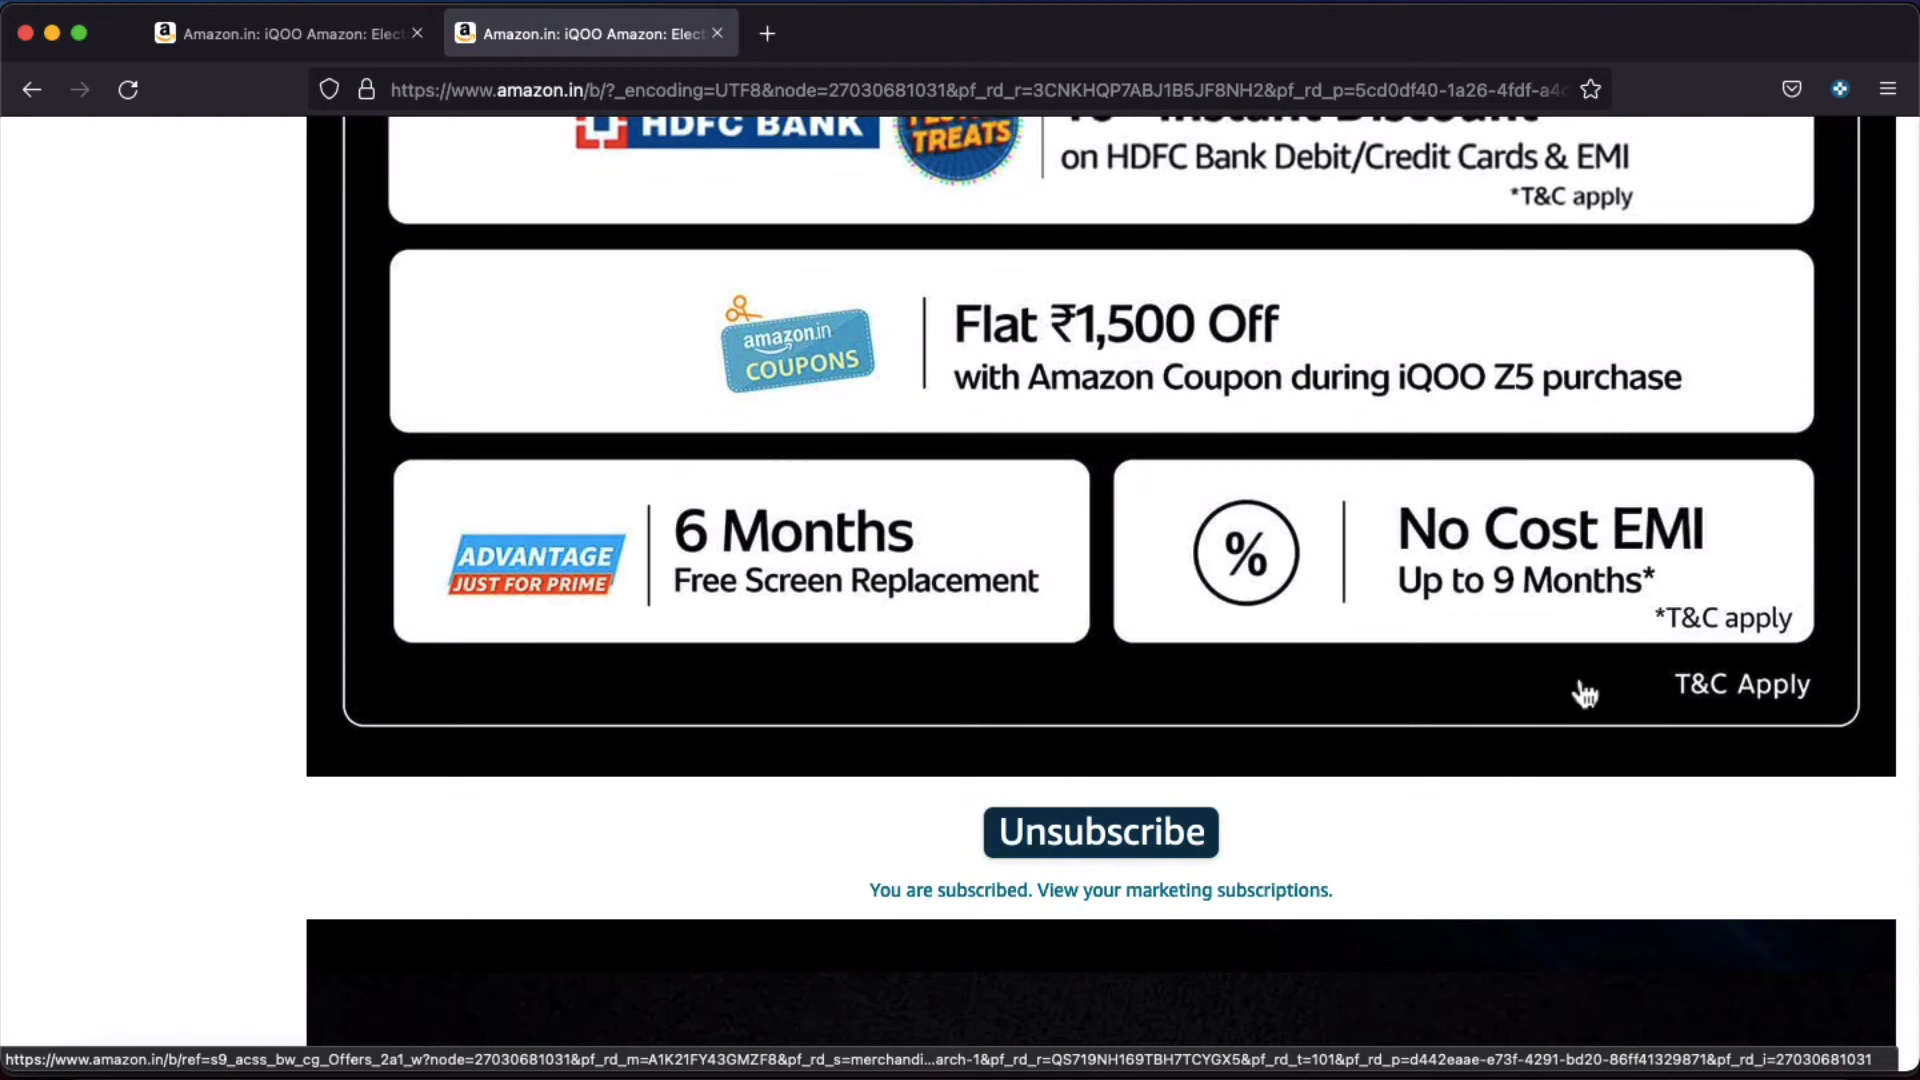 Amazon.in: iQOO Amazon: Elect
Amazon.in: iQOO Amazon: Elect
https://www.amazon.in/b/?_encoding=UTF8&node=27030681031&pf_rd_r=3CNKHQP7ABJ1B5JF8NH2&pf_rd_p=5cd0df40-1a26-4fdf-a4
HDFC BANK
TREATS
Instant Discount
on HDFC Bank Debit/Credit Cards & EMI
*T&C apply
amazon.in
COUPONS
Flat ₹1,500 Off
with Amazon Coupon during iQOO Z5 purchase
ADVANTAGE
JUST FOR PRIME
6 Months
Free Screen Replacement
%
No Cost EMI
Up to 9 Months*
*T&C apply
T&C Apply
Unsubscribe
You are subscribed. View your marketing subscriptions.
https://www.amazon.in/b/ref=s9_acss_bw_cg_Offers_2a1_w?node=27030681031&pf_rd_m=A1K21FY43GMZF8&pf_rd_s=merchandi...arch-1&pf_rd_r=QS719NH169TBH7TCYGX5&pf_rd_t=101&pf_rd_p=d442eaae-e73f-4291-bd20-86ff41329871&pf_rd_i=27030681031